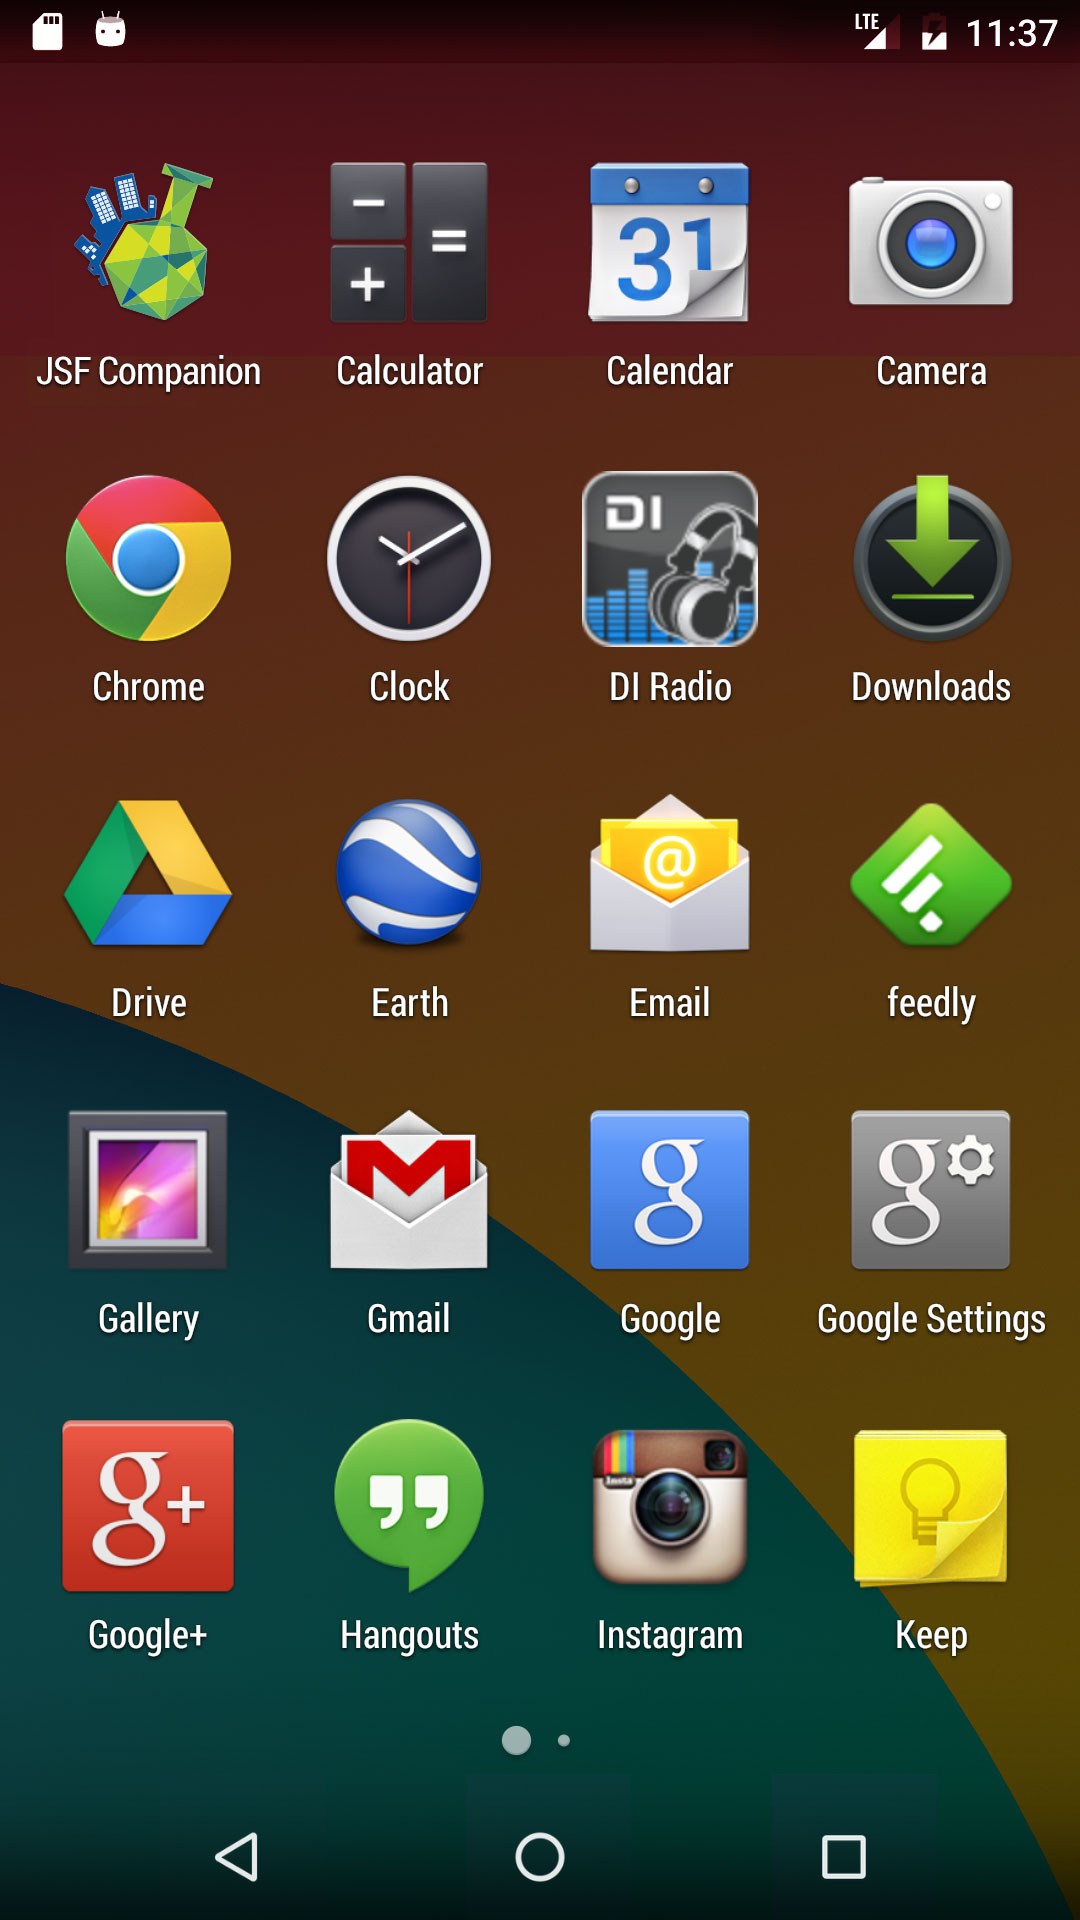 LTE 11:37
31
JSF Companion Calculator Calendar Camera
DI
Chrome Clock DI Radio Downloads
@
Drive Earth Email feedly
g g
Gallery Gmail Google Google Settings
g+ Insta
Google+ Hangouts Instagram Keep